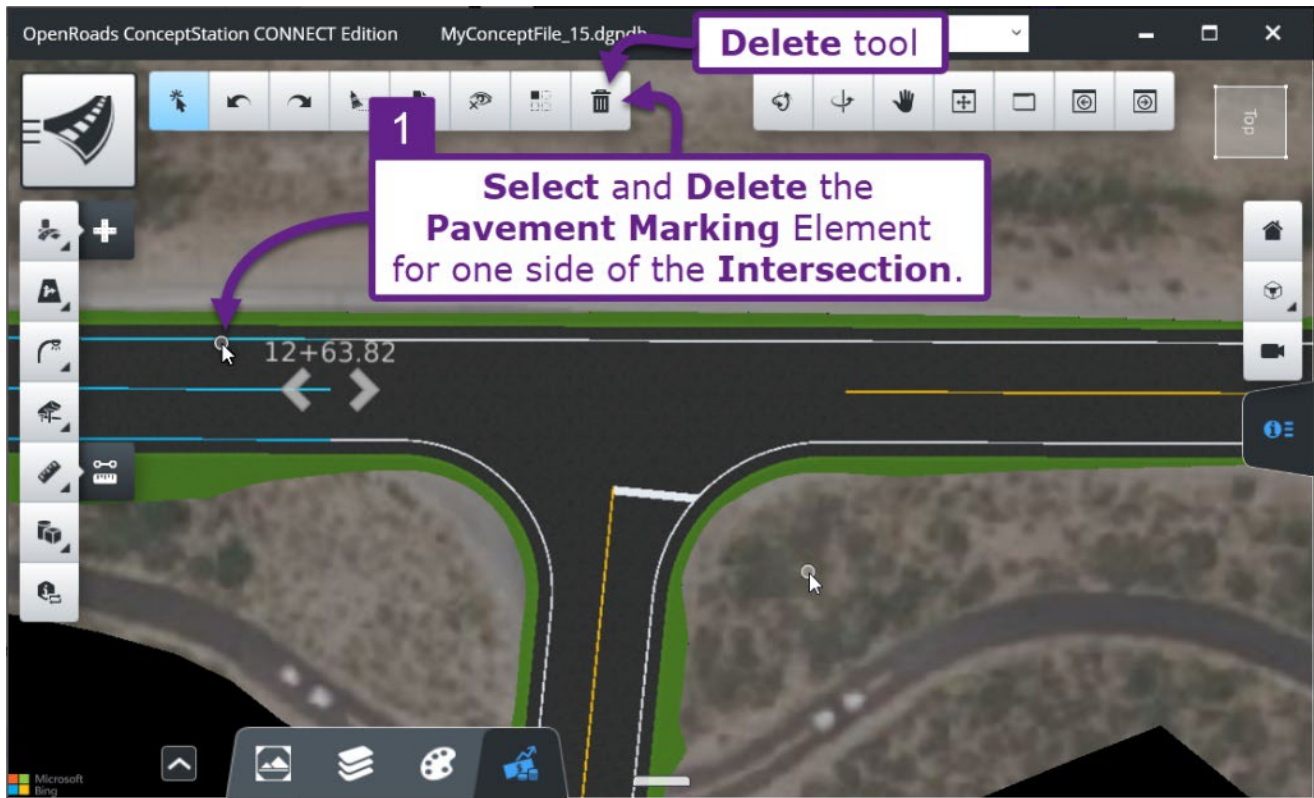 OpenRoads ConceptStation CONNECT Edition MyConceptFile_15.dgndb
Delete tool
1
Select and Delete the
Pavement Marking Element
for one side of the Intersection.
Top
12+63.82
Microsoft
Bing